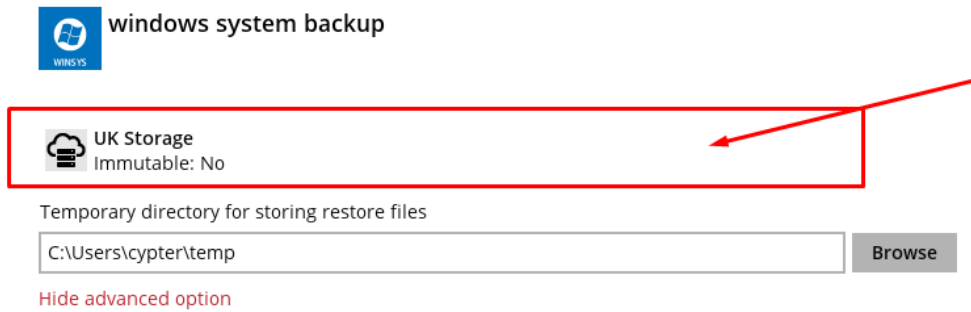 windows system backup
WINSYS
UK Storage
Immutable: No
Temporary directory for storing restore files
C:\Users\cypter\temp
Browse
Hide advanced option